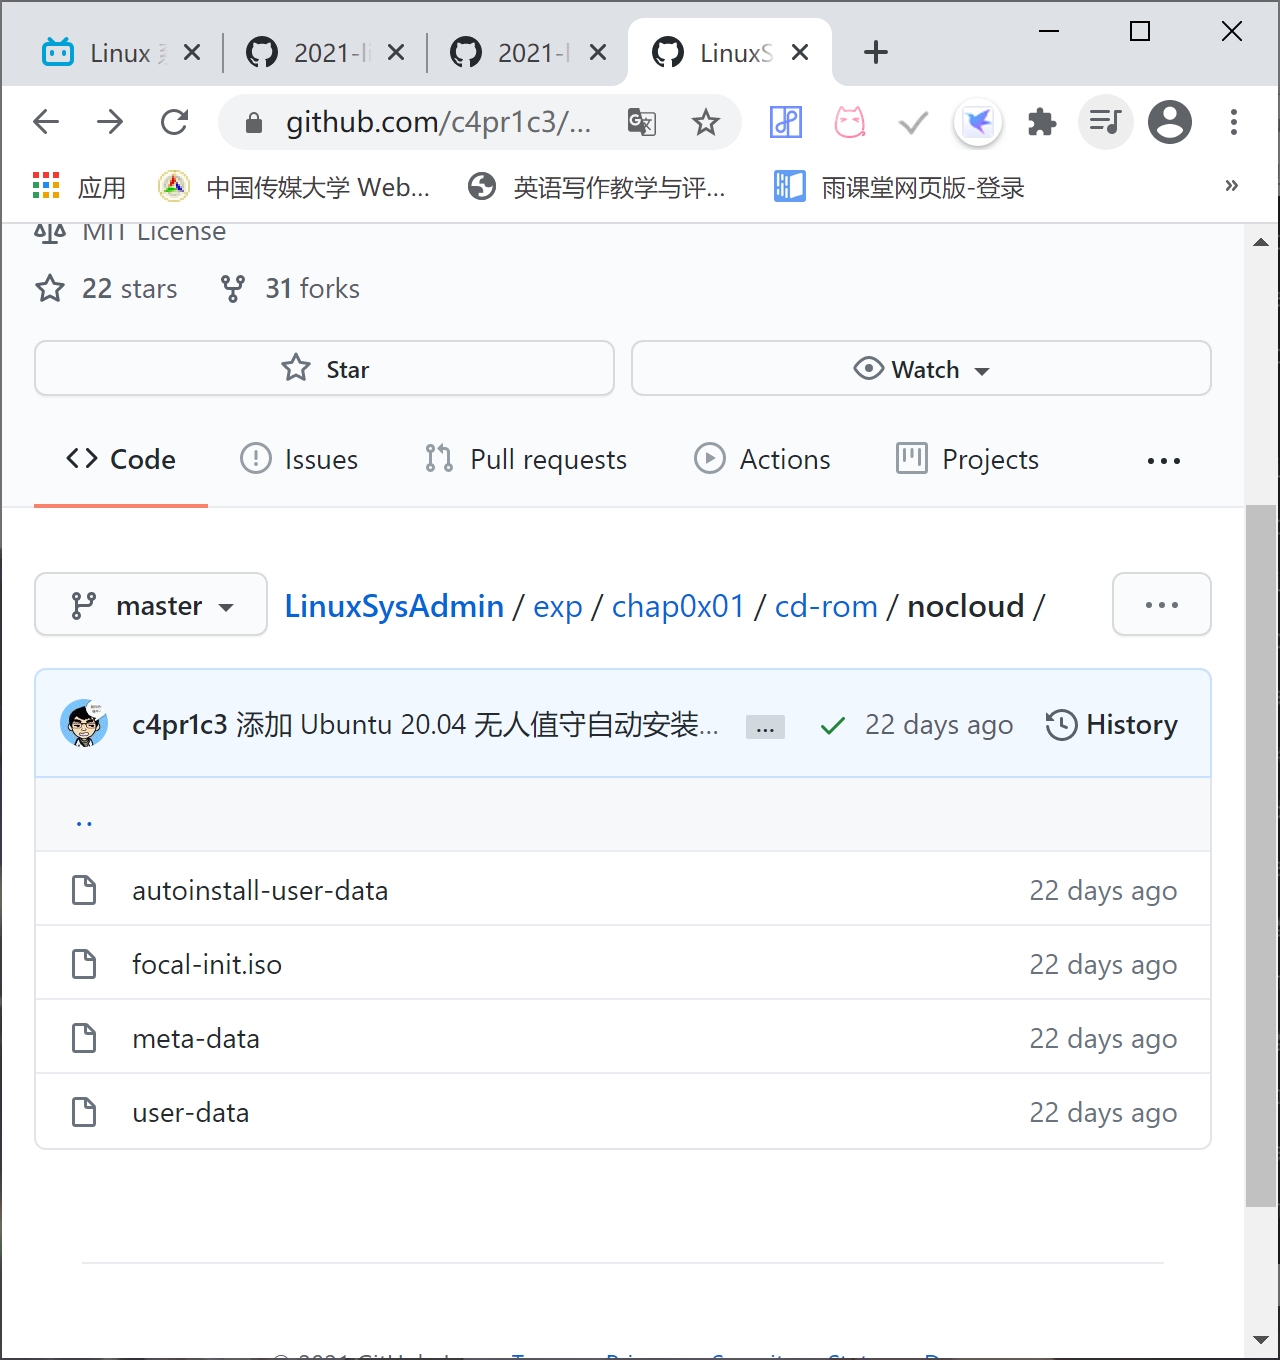 Linux
2021-l
2021-l
LinuxS
github.com/c4pr1c3/...
应用
中国传媒大学 Web...
英语写作教学与评...
雨课堂网页版-登录
»
MIT License
22 stars
31 forks
Star
Watch
Code
Issues
Pull requests
Actions
Projects
master
LinuxSysAdmin / exp / chap0x01 / cd-rom / nocloud /
c4pr1c3 添加 Ubuntu 20.04 无人值守自动安装...
...
22 days ago
History
..
autoinstall-user-data
22 days ago
focal-init.iso
22 days ago
meta-data
22 days ago
user-data
22 days ago